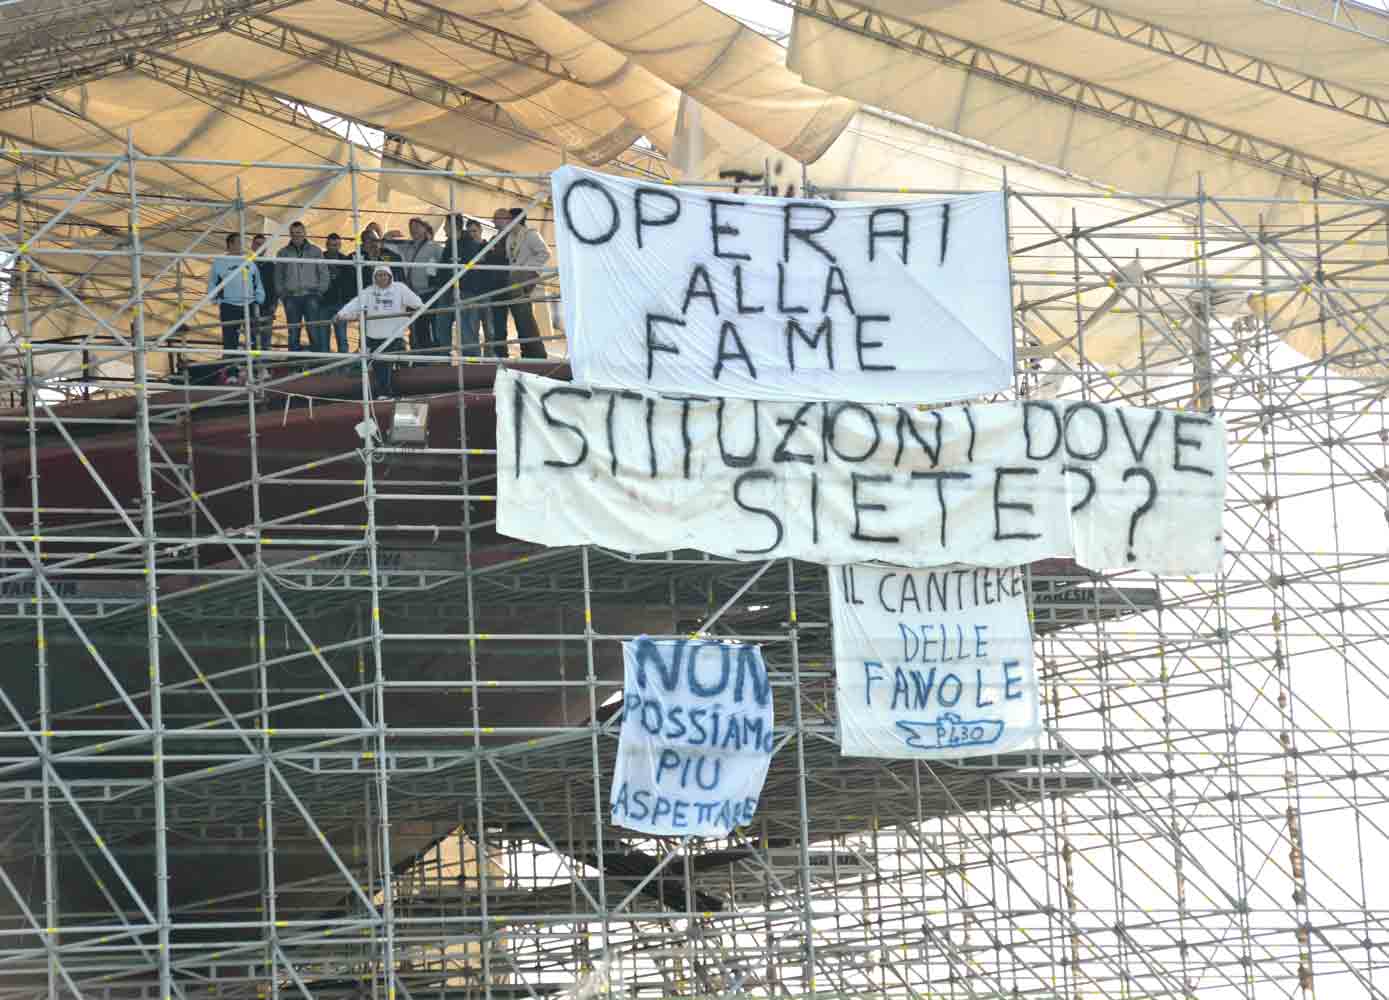 OPERAI
ALLA
FAME
ISTITUZIONI DOVE
SIETE??
IL CANTIERE
DELLE
FAVOLE
P430
NON
POSSIAMO
PIU
ASPETTARE